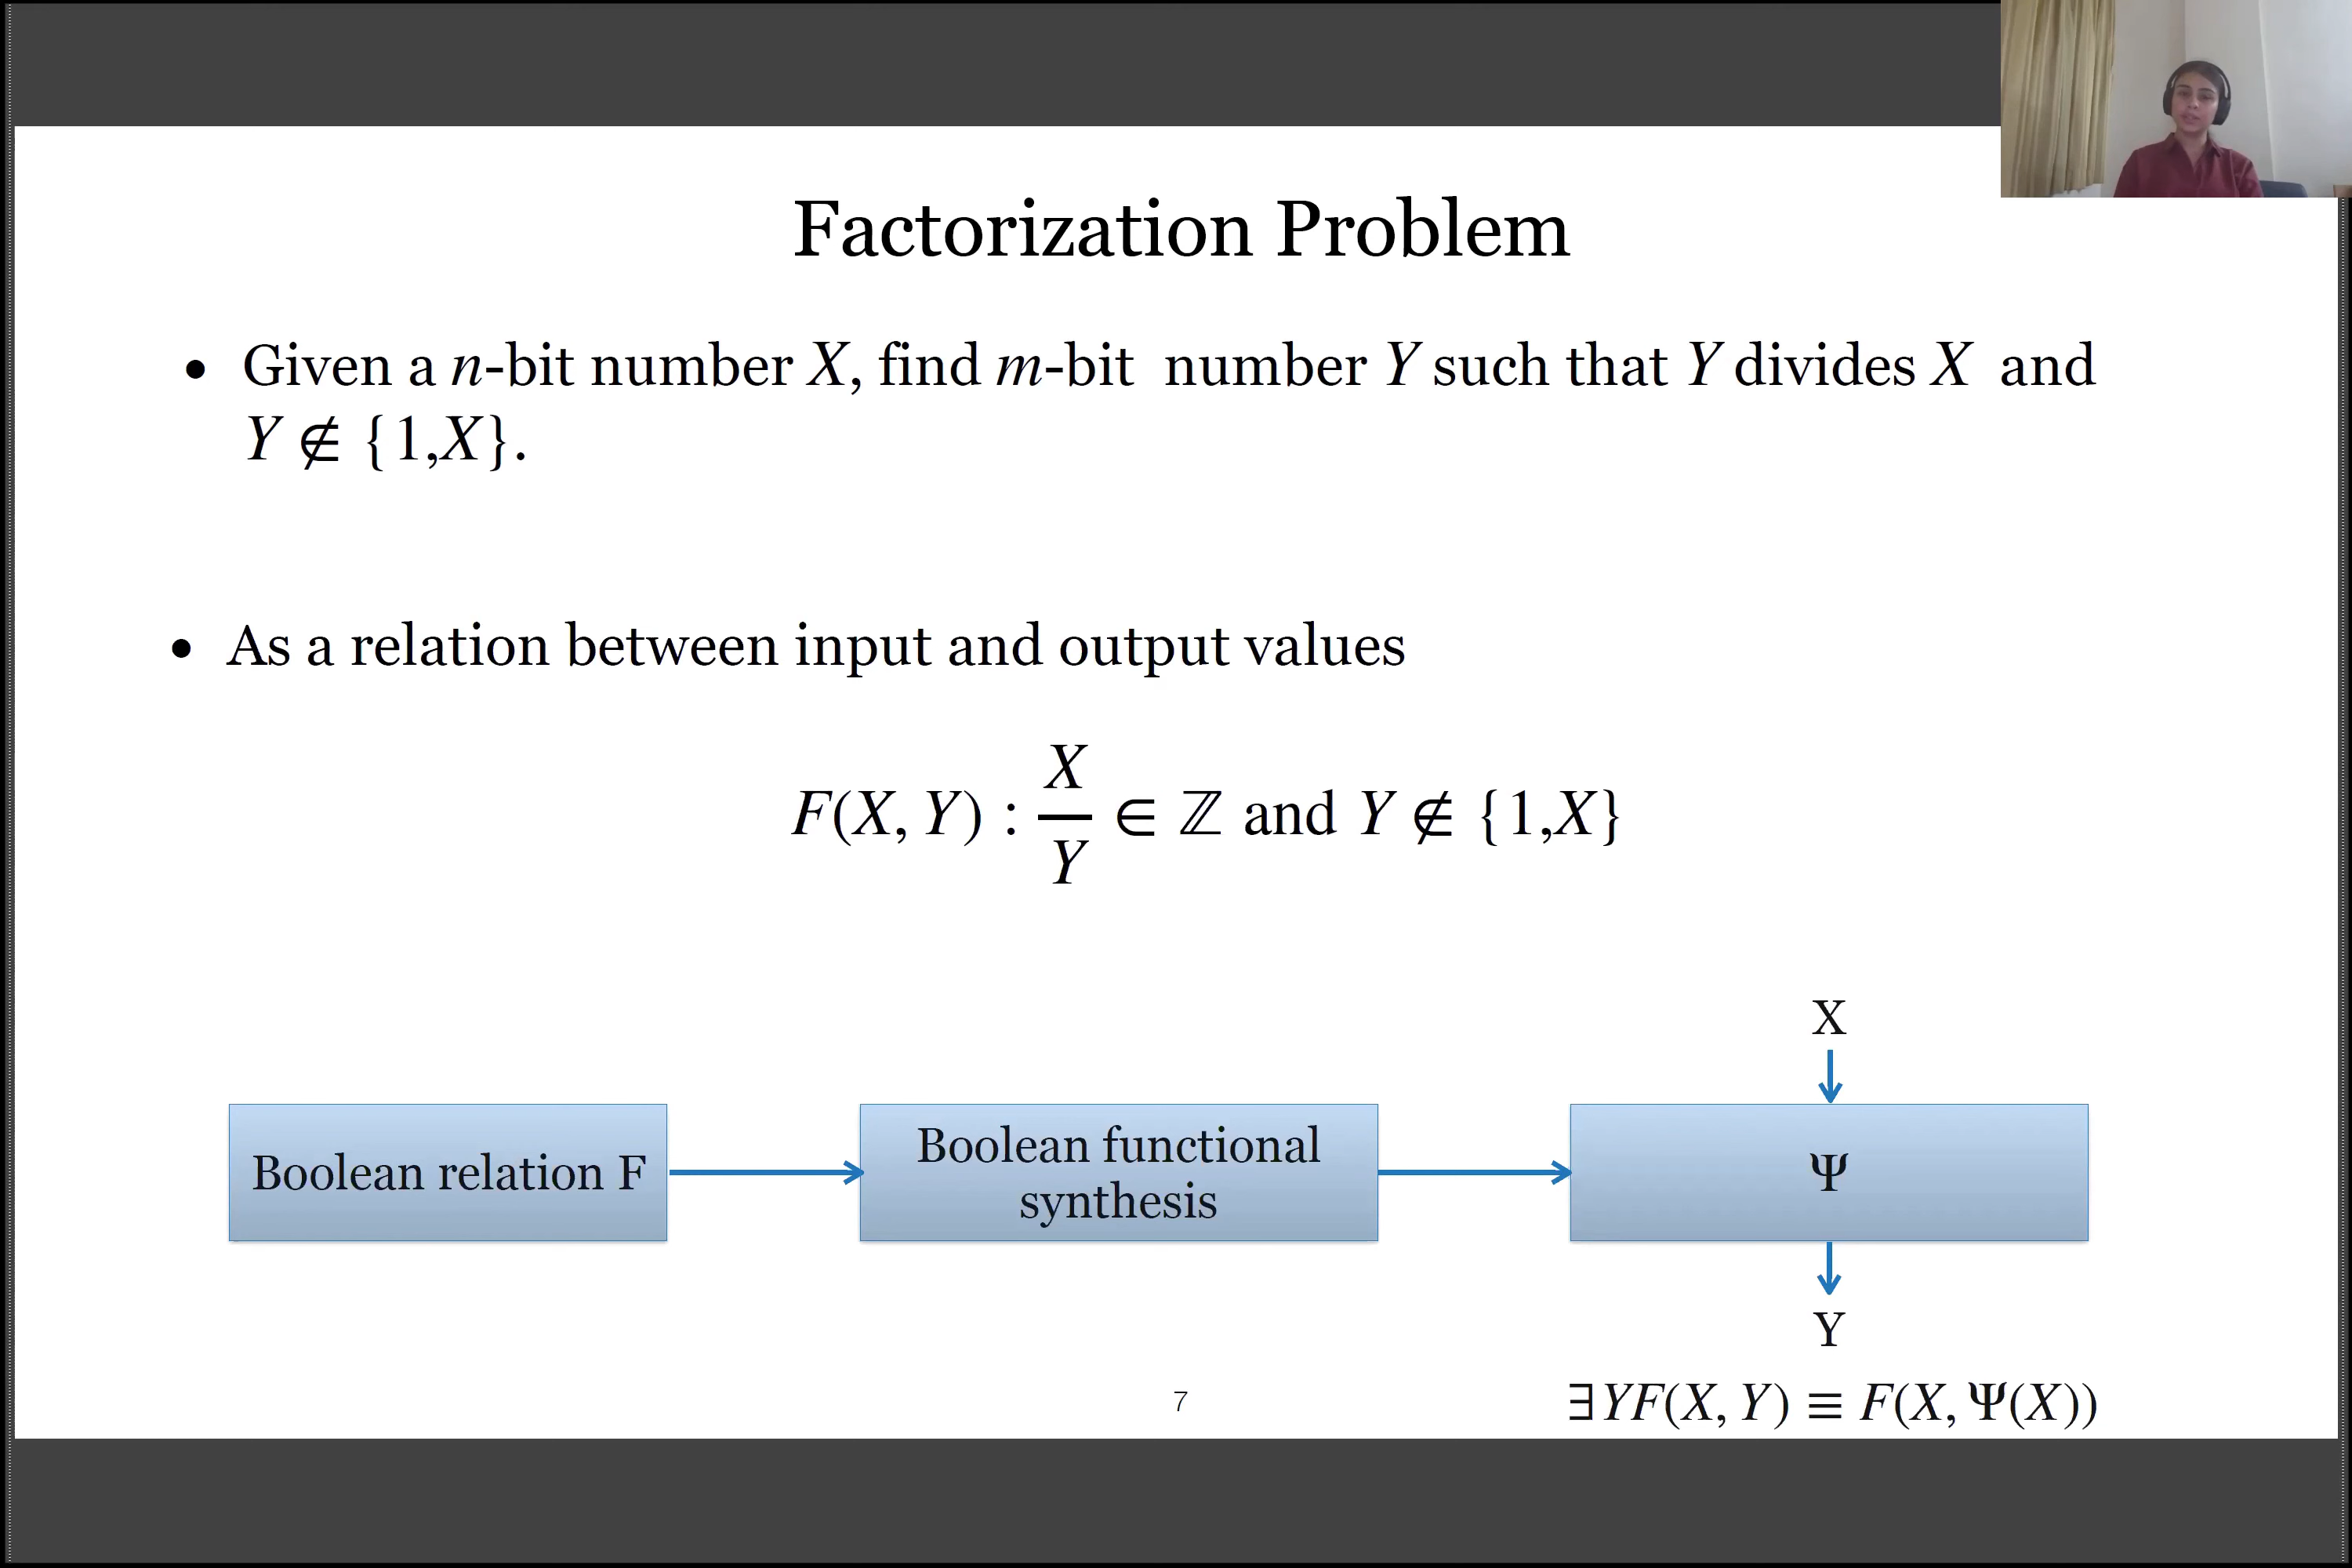 Factorization Problem
• Given a n-bit number X, find m-bit number Y such that Y divides X and
Y ∉ {1,X}.
• As a relation between input and output values
F(X, Y) : X/Y ∈ ℤ and Y ∉ {1,X}
X
Boolean relation F
Boolean functional
synthesis
Ψ
Y
7
∃YF(X, Y) ≡ F(X, Ψ(X))